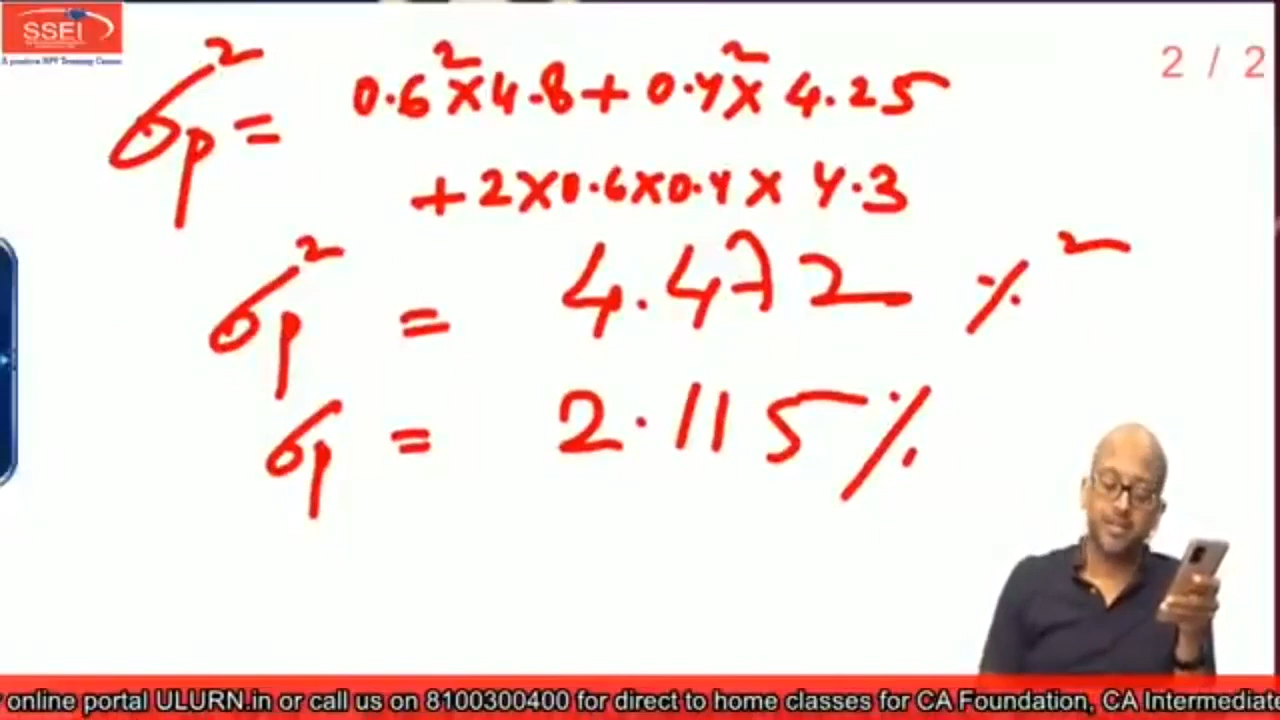 SSEI
2 / 2
σp² = 0.6² × 4.8 + 0.4² × 4.25
+ 2 × 0.6 × 0.4 × 4.3
σp² = 4.472 %²
σp = 2.115%
online portal ULURN.in or call us on 8100300400 for direct to home classes for CA Foundation, CA Intermediate